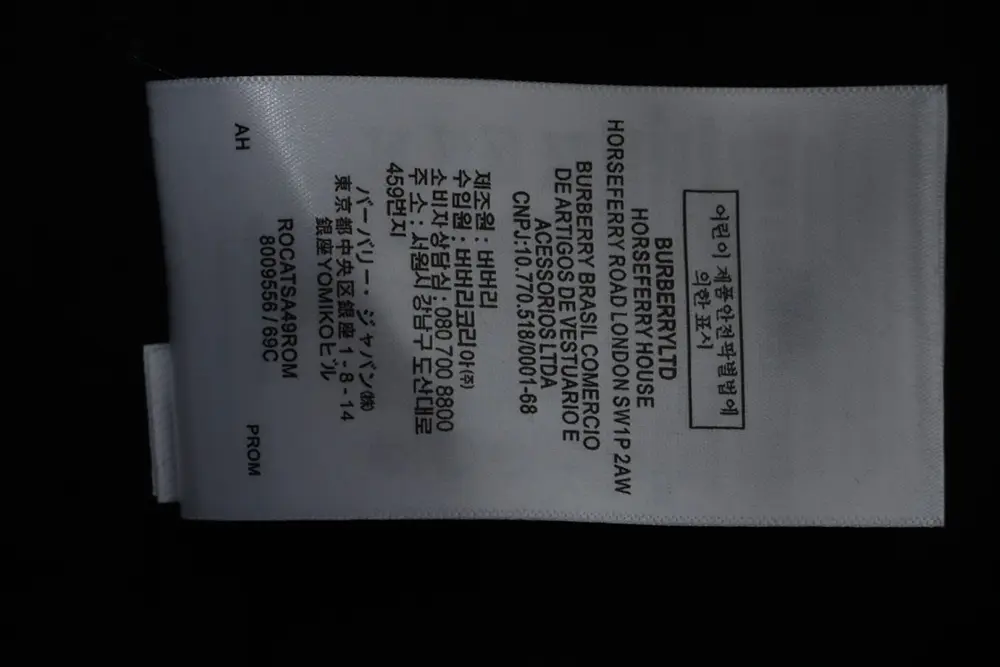 어린이 제품안전특별법에
의한 표시
BURBERRYLTD
HORSEFERRY HOUSE
HORSEFERRY ROAD LONDON SW1P 2AW
BURBERRY BRASIL COMERCIO
DE ARTIGOS DE VESTUARIO E
ACESSORIOS LTDA
CNPJ:10.770.518/0001-68
제조원 : 버버리
수입원 : 버버리코리아(주)
소비자상담실 : 080 700 8800
주 소 : 서원시 강남구 도산대로
459번지
バーバリー・ジャパン㈱
東京都中央区銀座 1 - 8 - 14
銀座YOMIKOビル
ROCATSA49ROM
8009556 / 69C
AH PROM